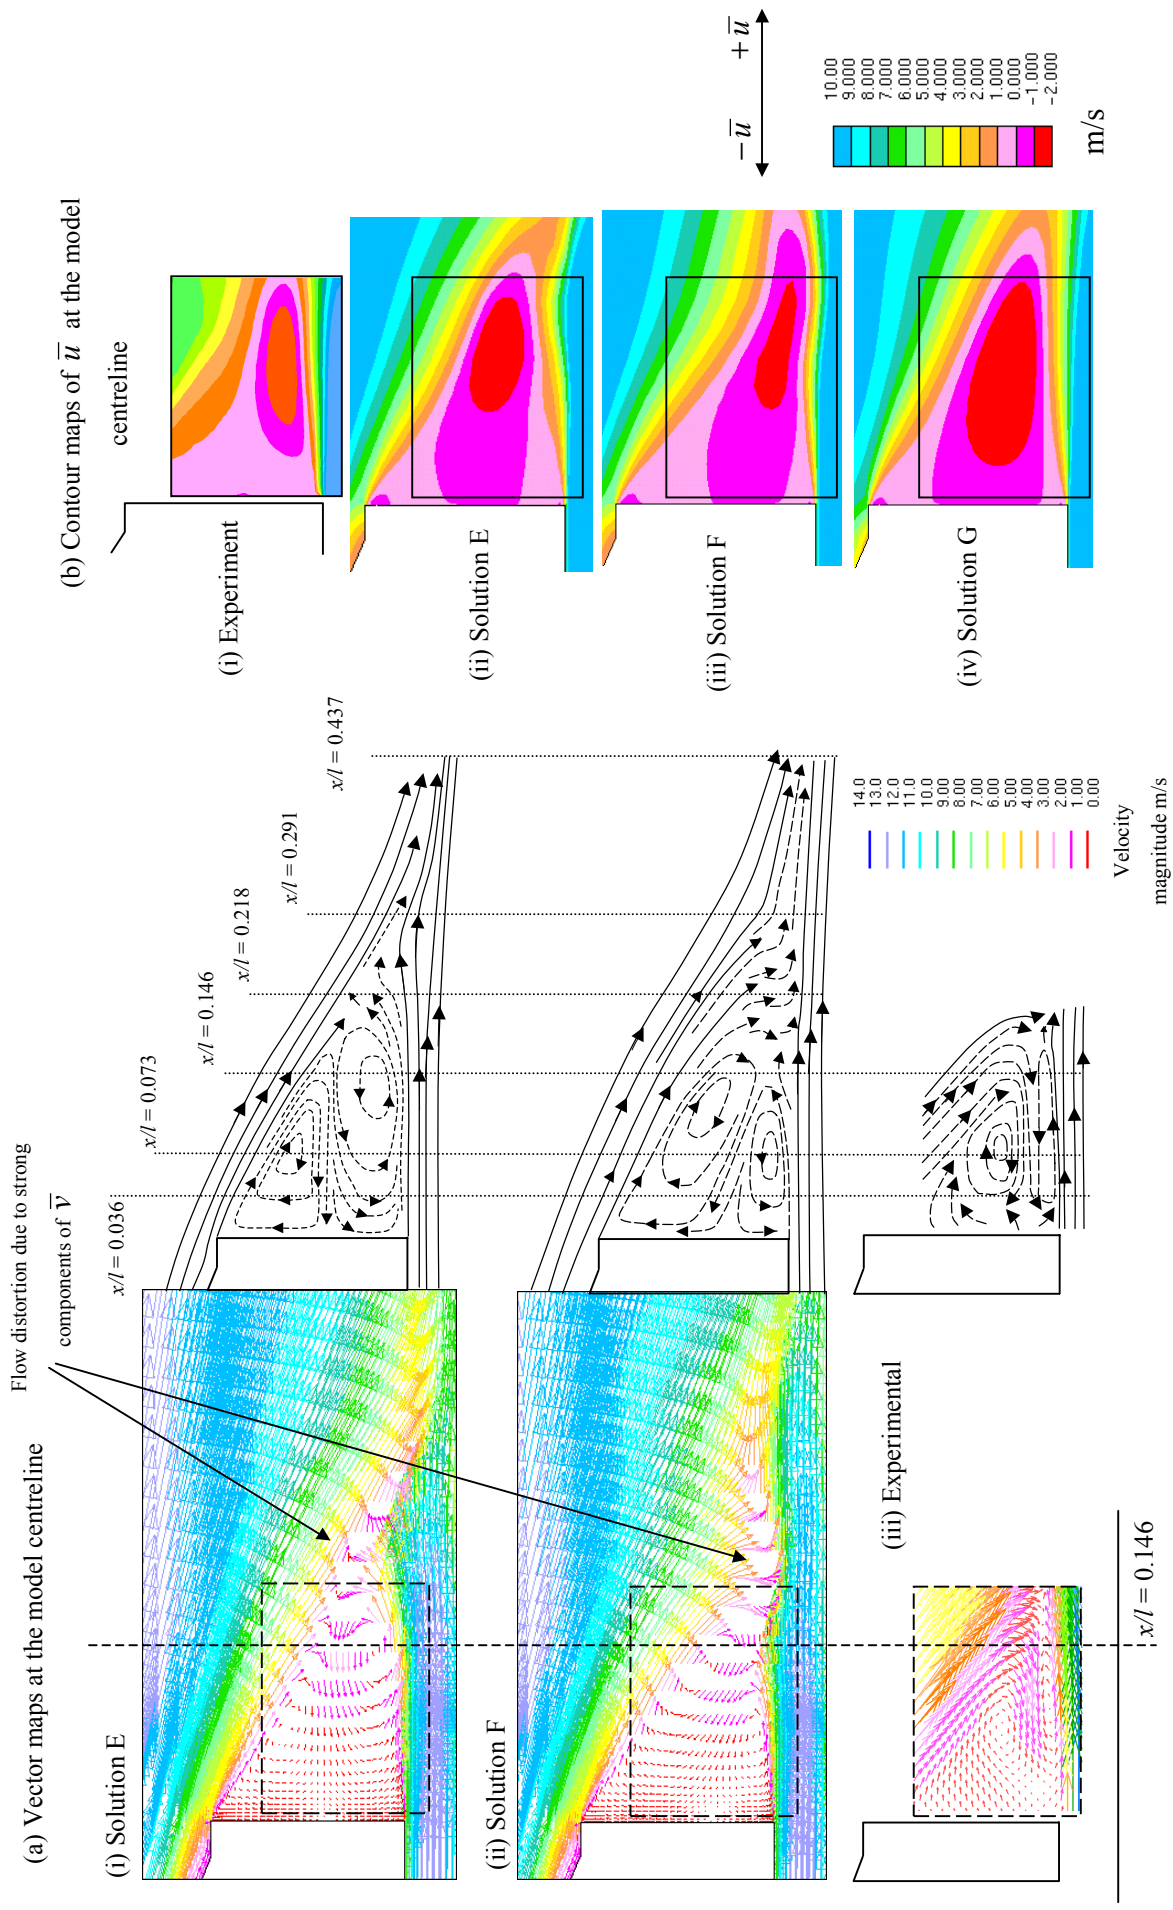 (a) Vector maps at the model centreline
Flow distortion due to strong
components of v̅
(i) Solution E
x/l = 0.036
x/l = 0.073
x/l = 0.146
x/l = 0.218
x/l = 0.291
x/l = 0.437
(ii) Solution F
(iii) Experimental
x/l = 0.146
14.0
13.0
12.0
11.0
10.0
9.00
8.00
7.00
6.00
5.00
4.00
3.00
2.00
1.00
0.00
Velocity
magnitude m/s
(b) Contour maps of u̅ at the model
centreline
(i) Experiment
(ii) Solution E
(iii) Solution F
(iv) Solution G
−u̅ +u̅
10.00
9.000
8.000
7.000
6.000
5.000
4.000
3.000
2.000
1.000
0.0000
-1.000
-2.000
m/s